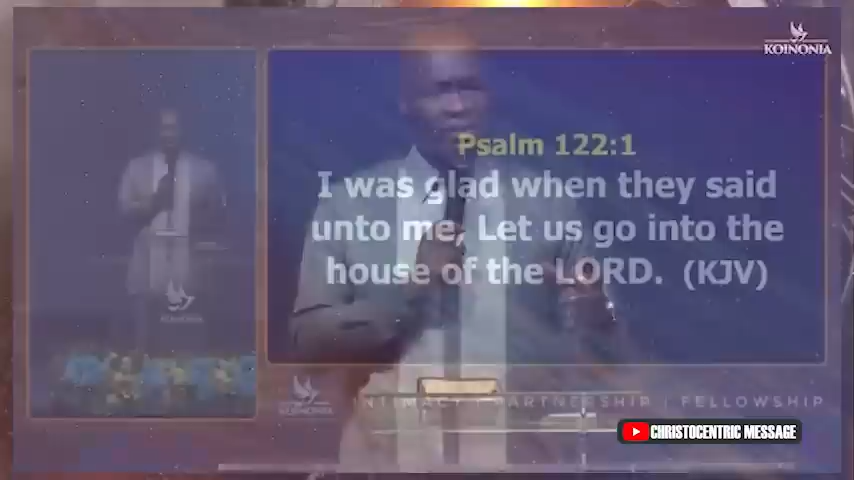 KOINONIA
Psalm 122:1
I was glad when they said
unto me, Let us go into the
house of the LORD. (KJV)
KOINONIA
KOINONIA
INTIMACY | PARTNERSHIP | FELLOWSHIP
CHRISTOCENTRIC MESSAGE